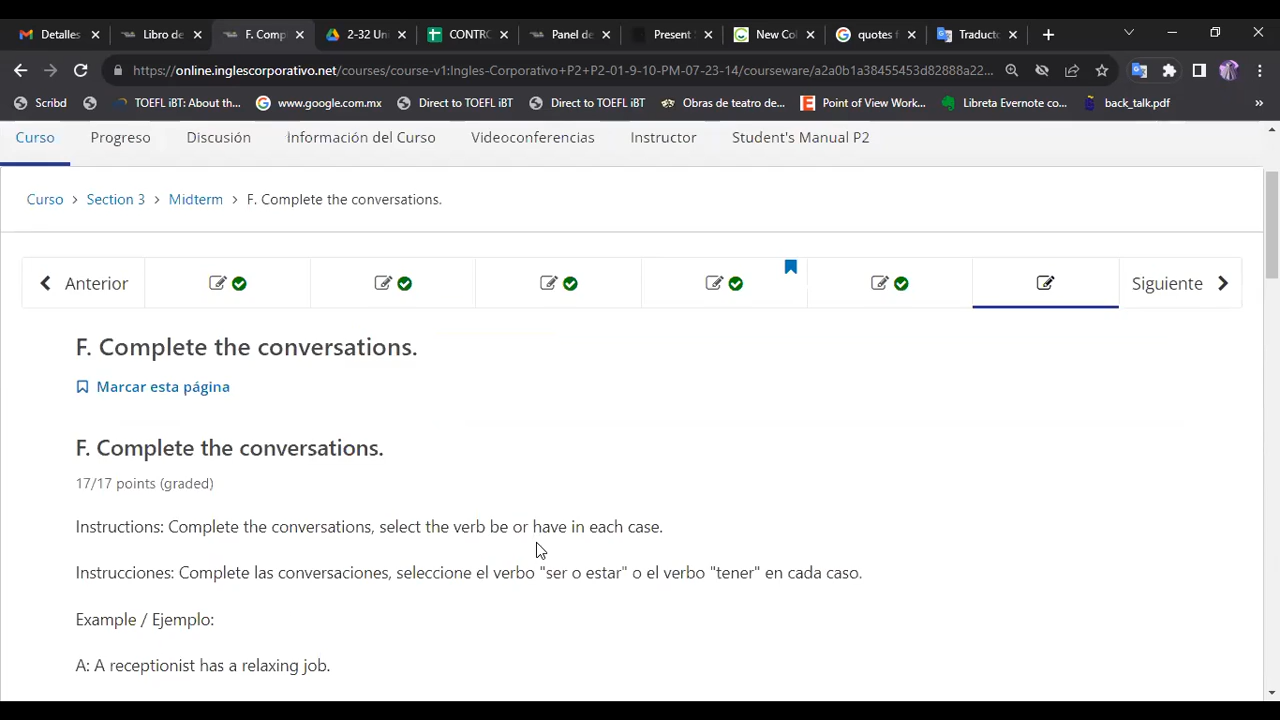 Detalles
Libro de
F. Comp
2-32 Un
CONTRO
Panel de
Present
New Co
quotes f
Traducto
https://online.inglescorporativo.net/courses/course-v1:Ingles-Corporativo+P2+P2-01-9-10-PM-07-23-14/courseware/a2a0b1a38455453d82888a22...
Scribd
TOEFL iBT: About th...
www.google.com.mx
Direct to TOEFL iBT
Direct to TOEFL iBT
Obras de teatro de...
Point of View Work...
Libreta Evernote co...
back_talk.pdf
»
Curso Progreso Discusión Información del Curso Videoconferencias Instructor Student's Manual P2
Curso > Section 3 > Midterm > F. Complete the conversations.
Anterior Siguiente
F. Complete the conversations.
Marcar esta página
F. Complete the conversations.
17/17 points (graded)
Instructions: Complete the conversations, select the verb be or have in each case.
Instrucciones: Complete las conversaciones, seleccione el verbo "ser o estar" o el verbo "tener" en cada caso.
Example / Ejemplo:
A: A receptionist has a relaxing job.